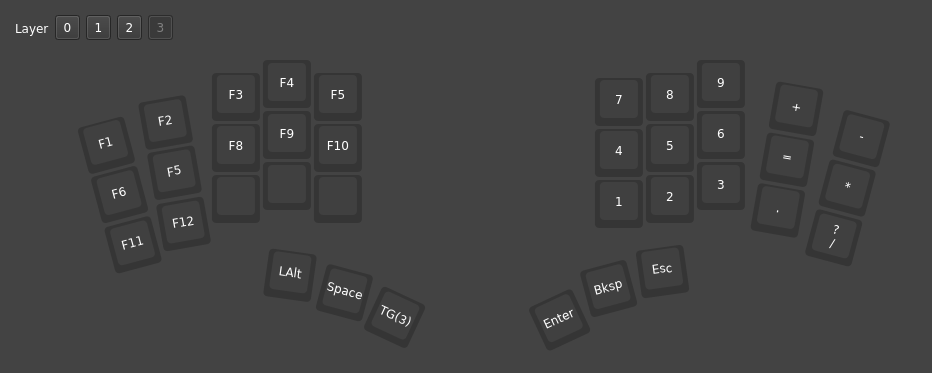 Layer 0 1 2 3
F1 F2 F3 F4 F5
F6 F5 F8 F9 F10
F11 F12
LAlt Space TG(3)
7 8 9 + -
4 5 6 = *
1 2 3 .
?
/
Enter Bksp Esc